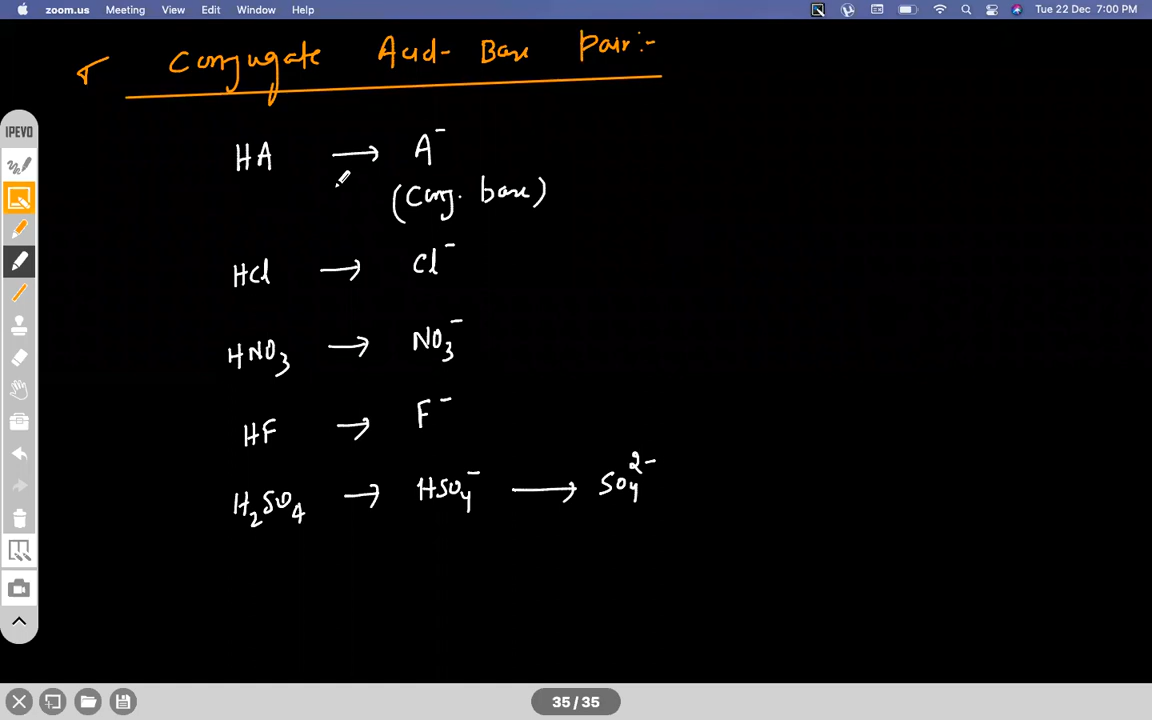 zoom.us Meeting View Edit Window Help Tue 22 Dec 7:00 PM
Conjugate Acid- Base Pair:-
IPEVO
HA → A⁻
(Conj. base)
HCl → Cl⁻
HNO₃ → NO₃⁻
HF → F⁻
H₂SO₄ → HSO₄⁻ → SO₄²⁻
35/35